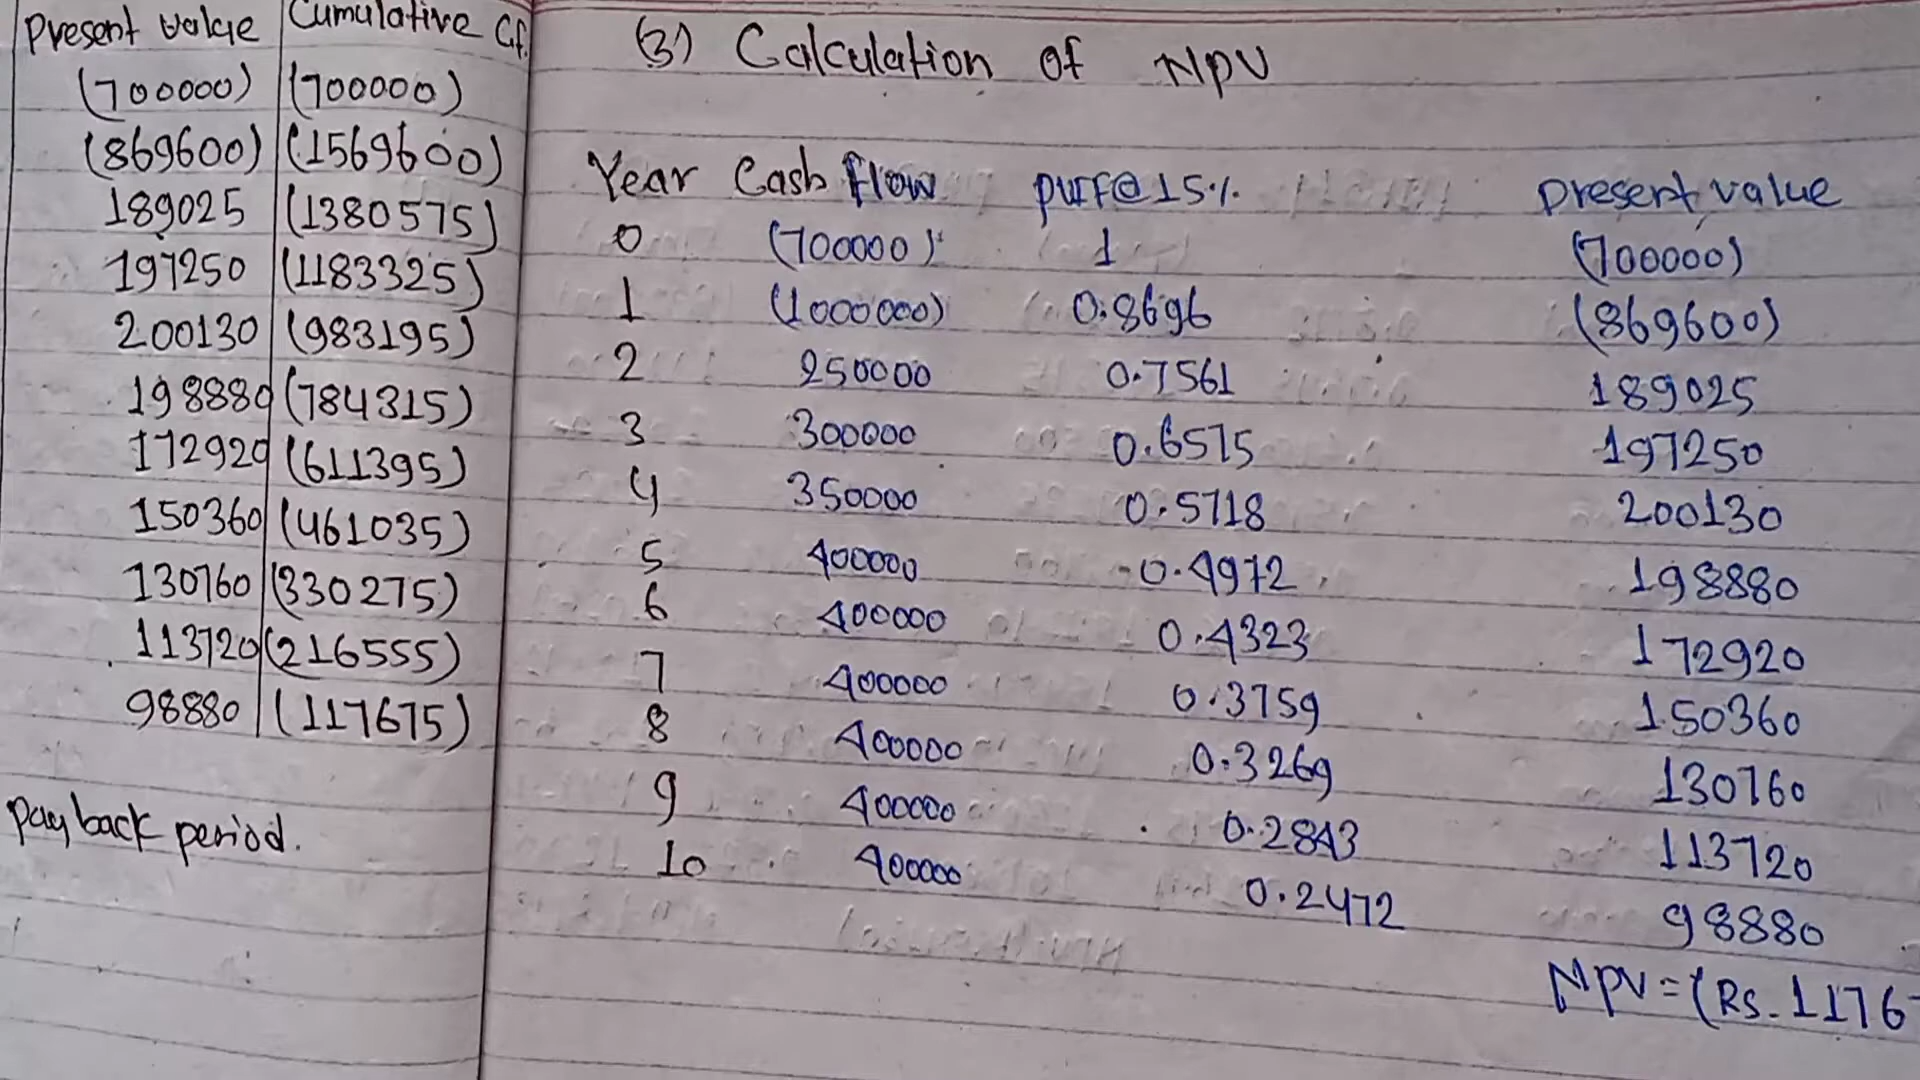 Present value Cumulative Cf.
(700000) (700000)
(869600) (1569600)
189025 (1380575)
197250 (1183325)
200130 (983195)
198880 (784315)
172920 (611395)
150360 (461035)
130760 (330275)
113720 (216555)
98880 (117675)
Pay back period.
(3) Calculation of NPV
Year Cash flow PVIF@15% Present value
0 (700000) 1 (700000)
1 (1000000) 0.8696 (869600)
2 250000 0.7561 189025
3 300000 0.6575 197250
4 350000 0.5718 200130
5 400000 0.4972 198880
6 400000 0.4323 172920
7 400000 0.3759 150360
8 400000 0.3269 130760
9 400000 0.2843 113720
10 400000 0.2472 98880
NPV = (Rs. 1176